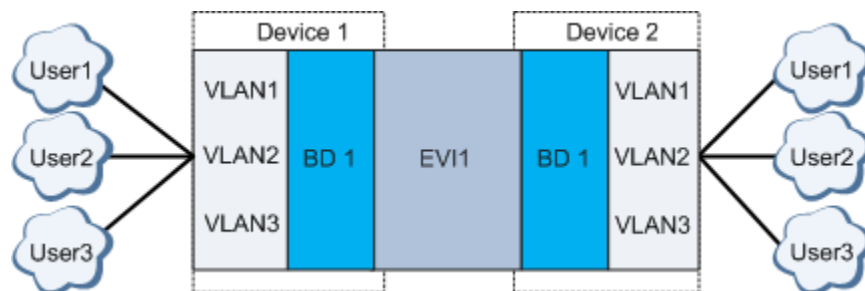 Device 1
Device 2
User1
VLAN1
VLAN1
User1
User2
VLAN2
BD 1
EVI1
BD 1
VLAN2
User2
User3
VLAN3
VLAN3
User3